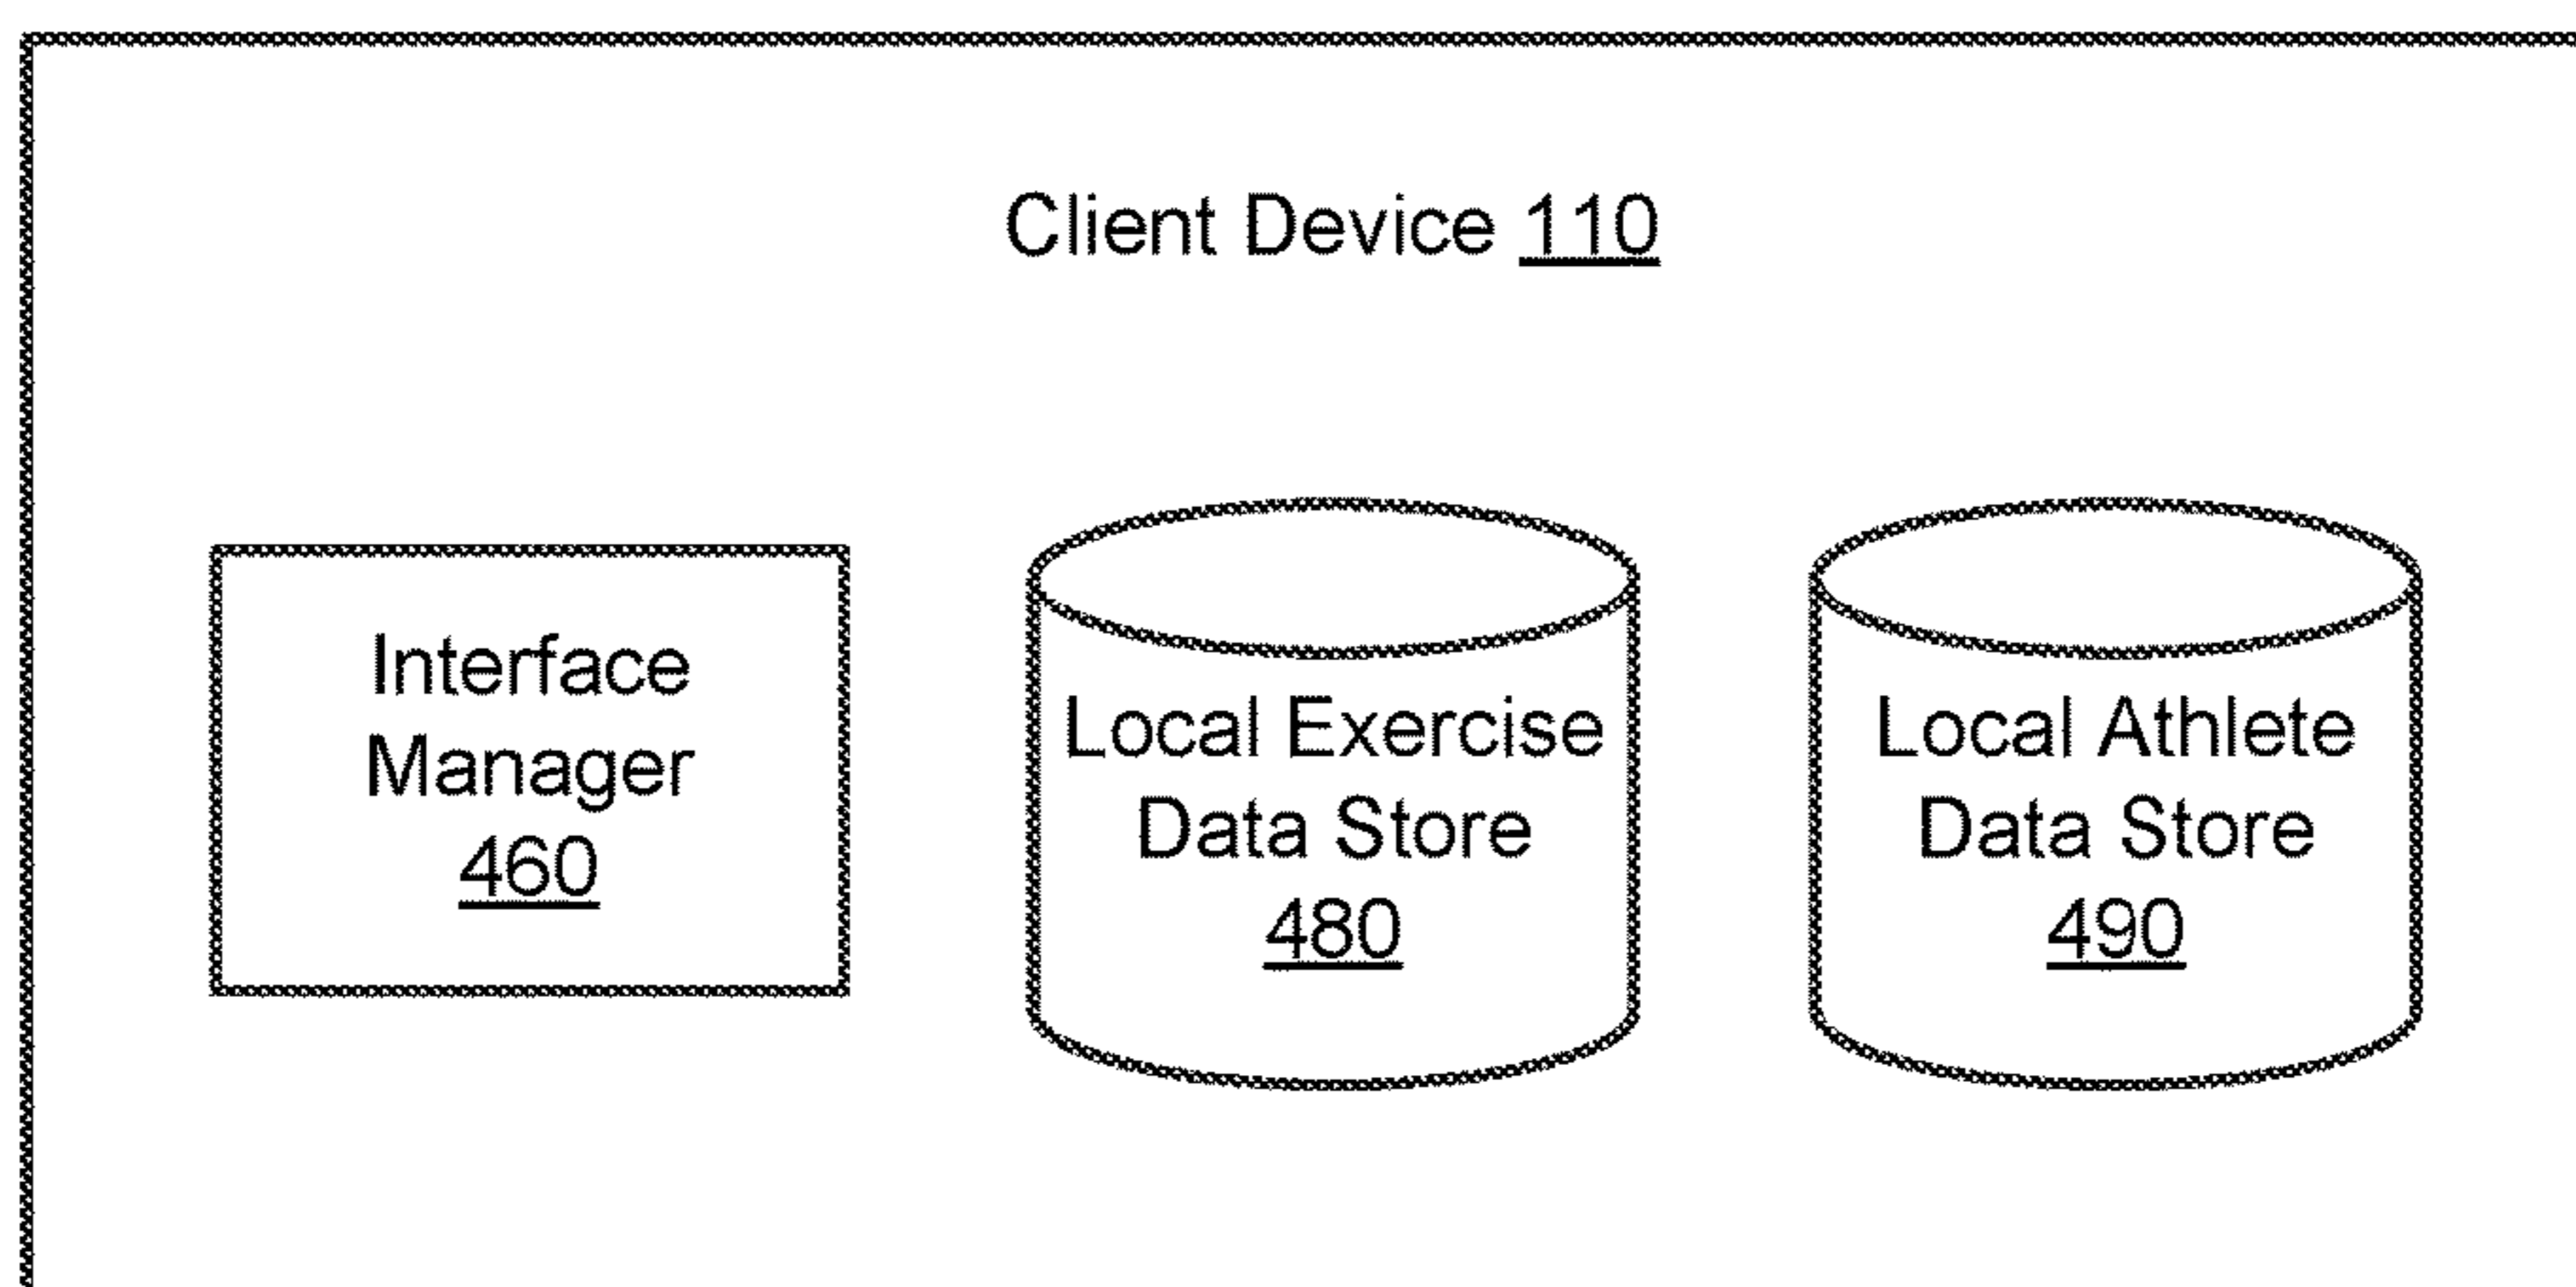 Client Device 110
Interface
Manager
460
Local Exercise
Data Store
480
Local Athlete
Data Store
490